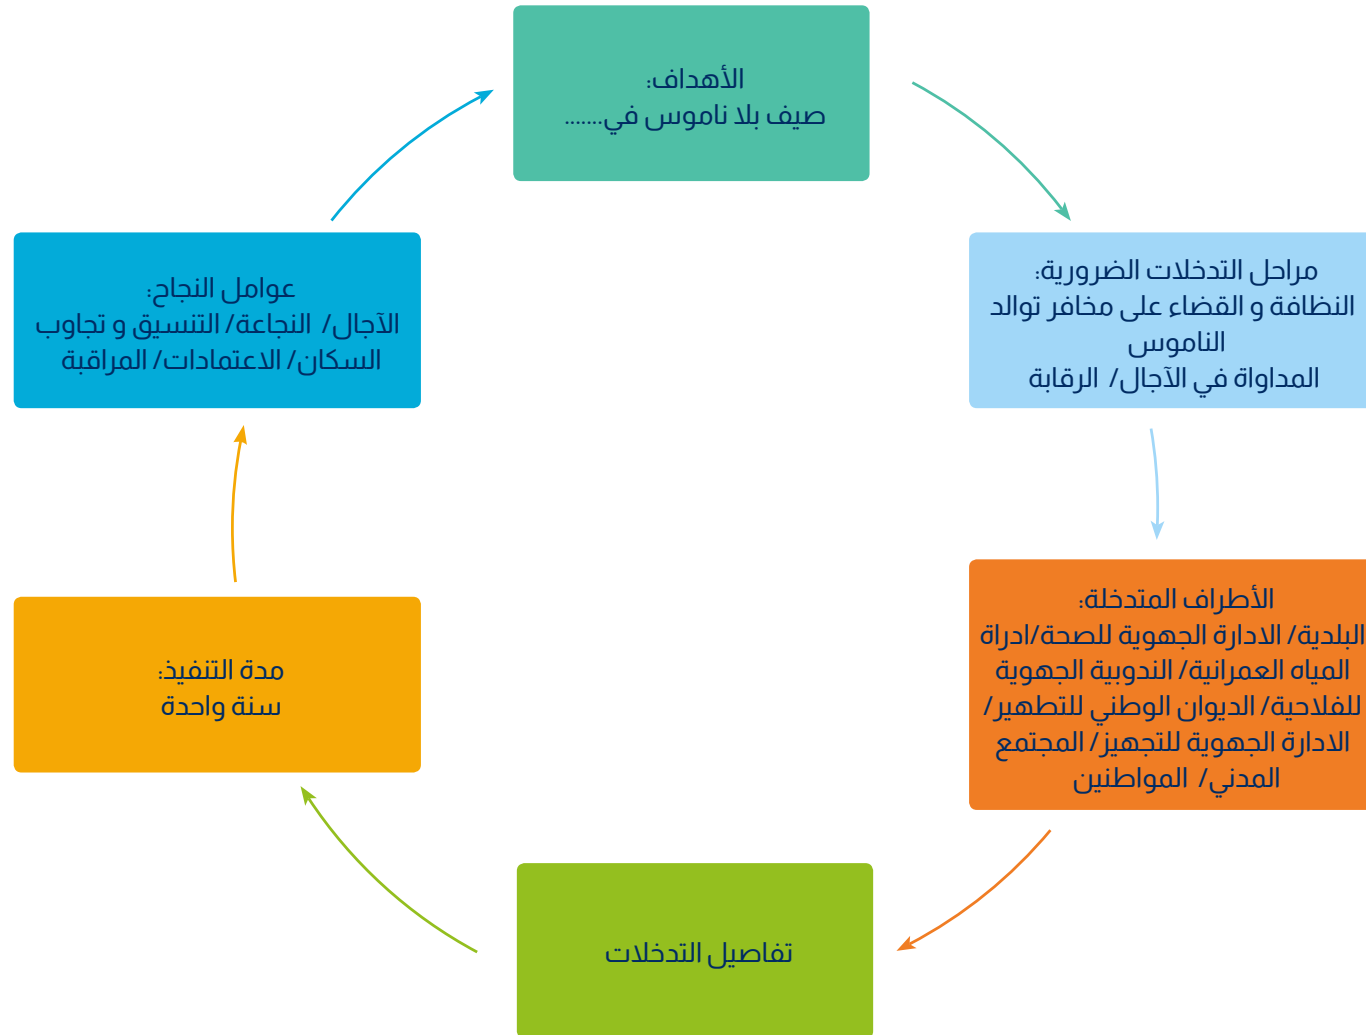 الأهداف:
صيف بلا ناموس في.......
مراحل التدخلات الضرورية:
النظافة و القضاء على مخافر توالد
الناموس
المداواة في الآجال/ الرقابة
الأطراف المتدخلة:
البلدية/ الادارة الجهوية للصحة/ادراة
المياه العمرانية/ الندوبية الجهوية
للفلاحية/ الديوان الوطني للتطهير/
الادارة الجهوية للتجهيز/ المجتمع
المدني/ المواطنين
تفاصيل التدخلات
مدة التنفيذ:
سنة واحدة
عوامل النجاح:
الآجال/ النجاعة/ التنسيق و تجاوب
السكان/ الاعتمادات/ المراقبة